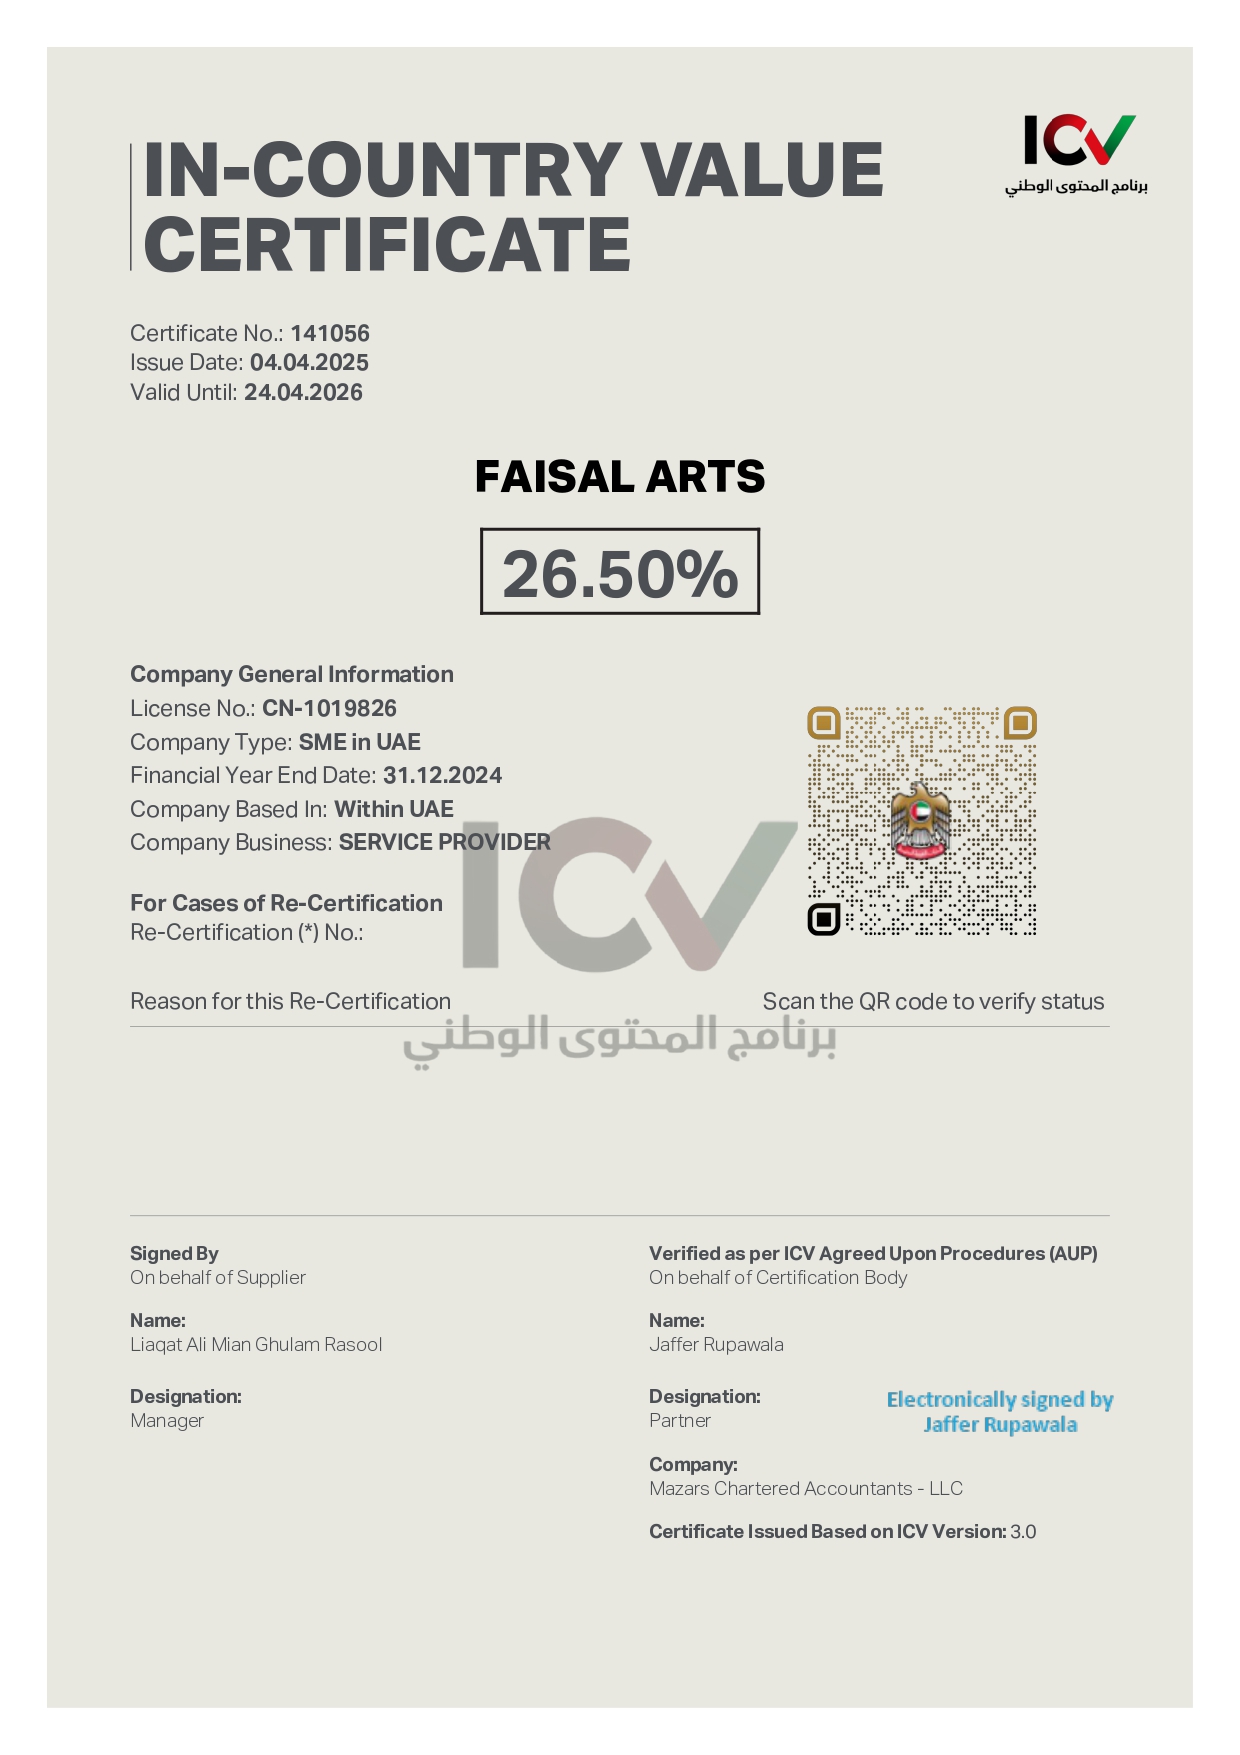 IN-COUNTRY VALUE
CERTIFICATE
ICV
برنامج المحتوى الوطني
Certificate No.: 141056
Issue Date: 04.04.2025
Valid Until: 24.04.2026
FAISAL ARTS
26.50%
Company General Information
License No.: CN-1019826
Company Type: SME in UAE
Financial Year End Date: 31.12.2024
Company Based In: Within UAE
Company Business: SERVICE PROVIDER
ICV
For Cases of Re-Certification
Re-Certification (*) No.:
Reason for this Re-Certification
Scan the QR code to verify status
برنامج المحتوى الوطني
Signed By
On behalf of Supplier
Name:
Liaqat Ali Mian Ghulam Rasool
Designation:
Manager
Verified as per ICV Agreed Upon Procedures (AUP)
On behalf of Certification Body
Name:
Jaffer Rupawala
Designation:
Partner
Electronically signed by
Jaffer Rupawala
Company:
Mazars Chartered Accountants - LLC
Certificate Issued Based on ICV Version: 3.0